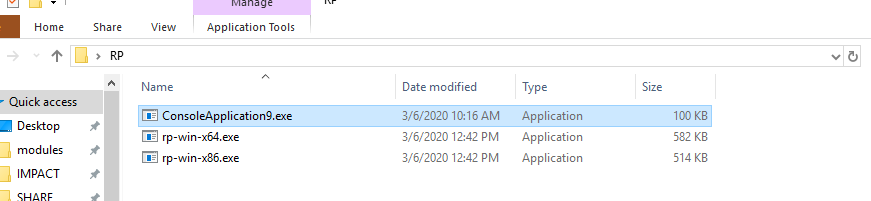 Manage RP
Home Share View Application Tools
RP
Name Date modified Type Size
Quick access
ConsoleApplication9.exe 3/6/2020 10:16 AM Application 100 KB
Desktop
rp-win-x64.exe 3/6/2020 12:42 PM Application 582 KB
modules
rp-win-x86.exe 3/6/2020 12:42 PM Application 514 KB
IMPACT
SHARE